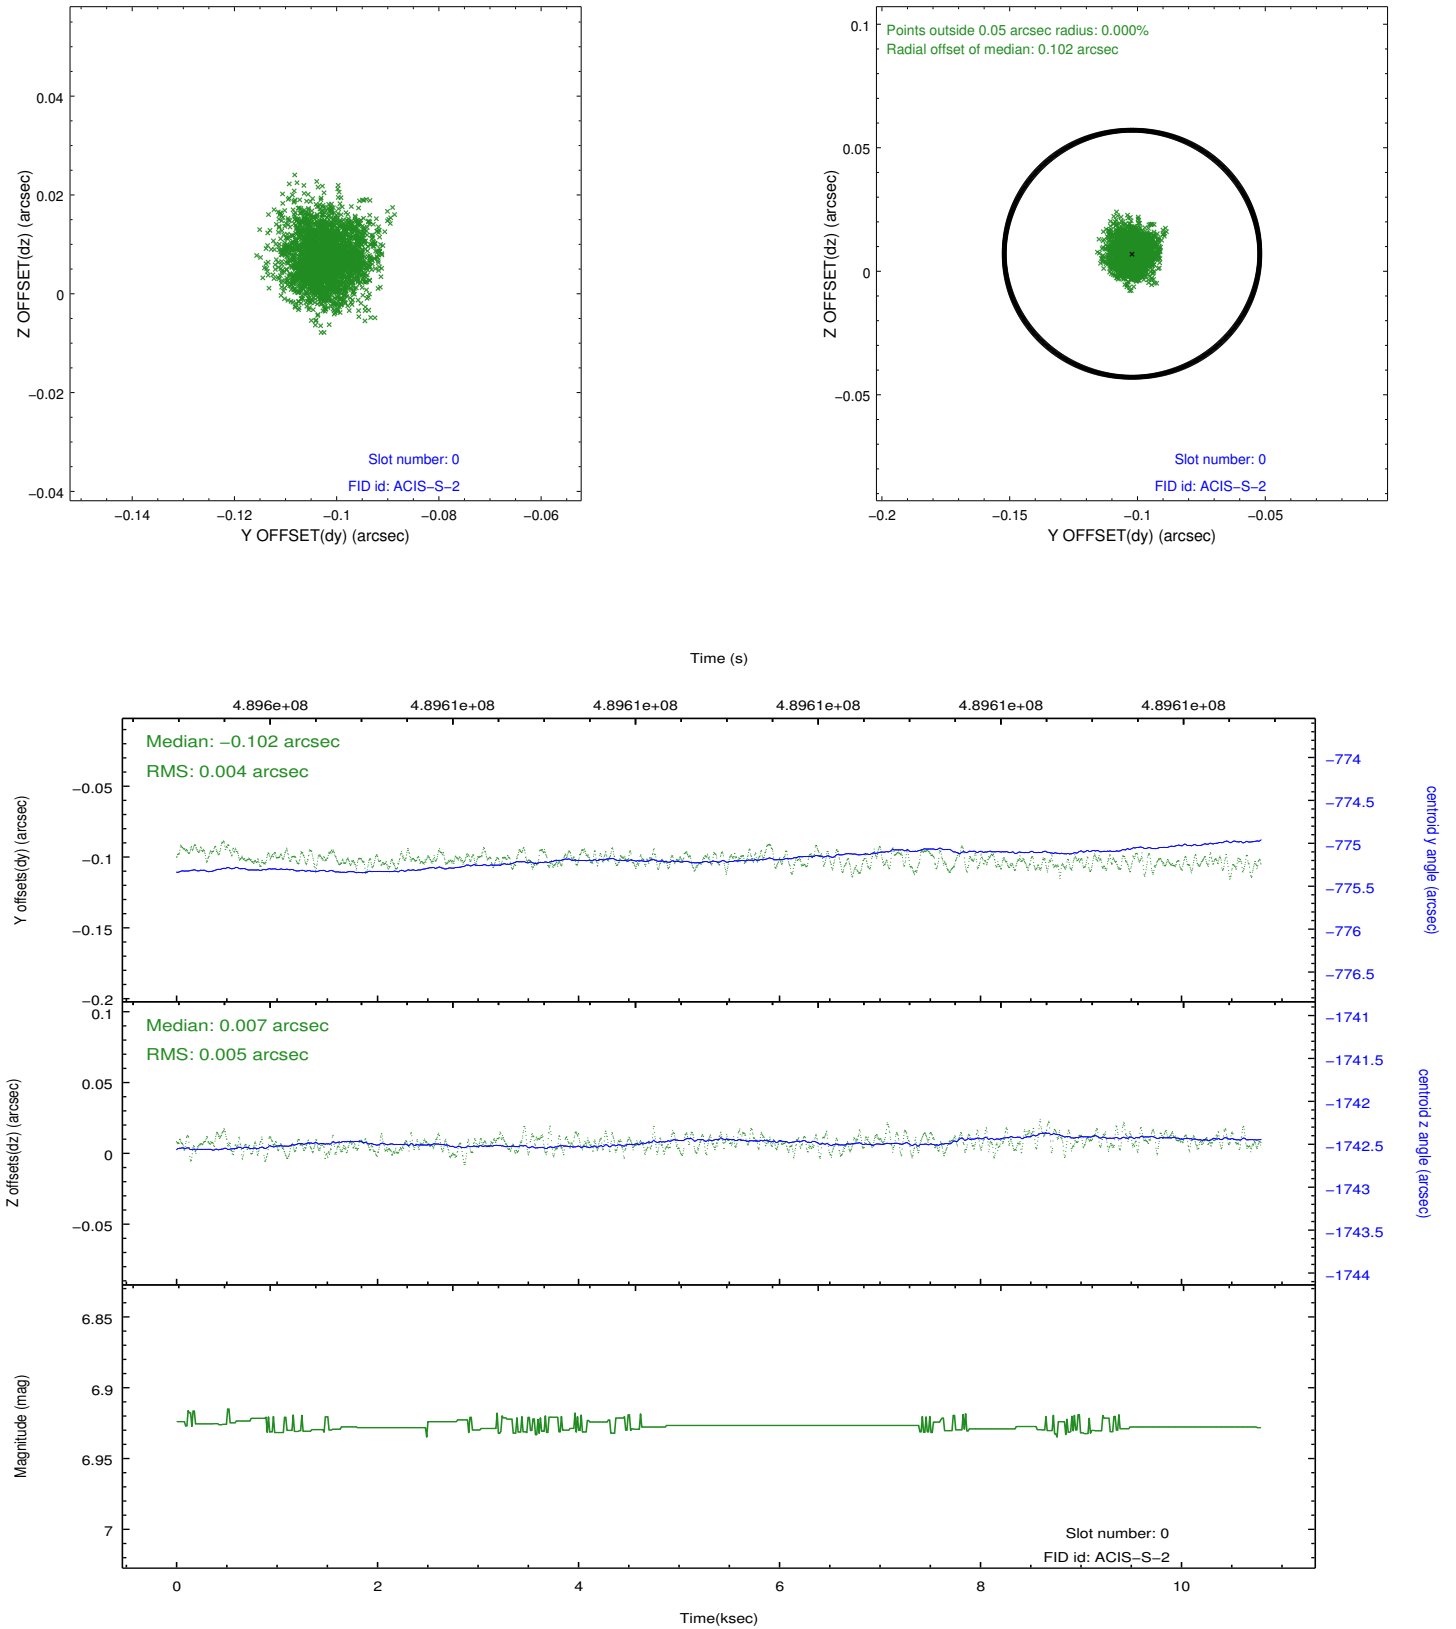 0.04
0.02
0
−0.02
−0.04
Z OFFSET(dz) (arcsec)
Slot number: 0
FID id: ACIS−S−2
−0.14 −0.12 −0.1 −0.08 −0.06
Y OFFSET(dy) (arcsec)
Points outside 0.05 arcsec radius: 0.000%
Radial offset of median: 0.102 arcsec
0.1
0.05
0
−0.05
Z OFFSET(dz) (arcsec)
Slot number: 0
FID id: ACIS−S−2
−0.2 −0.15 −0.1 −0.05
Y OFFSET(dy) (arcsec)
Time (s)
4.896e+08 4.8961e+08 4.8961e+08 4.8961e+08 4.8961e+08 4.8961e+08
Median: −0.102 arcsec
RMS: 0.004 arcsec
−0.05
−0.1
−0.15
−0.2
Y offsets(dy) (arcsec)
−774
−774.5
−775
−775.5
−776
−776.5
centroid y angle (arcsec)
Median: 0.007 arcsec
RMS: 0.005 arcsec
0.1
0.05
0
−0.05
Z offsets(dz) (arcsec)
−1741
−1741.5
−1742
−1742.5
−1743
−1743.5
−1744
centroid z angle (arcsec)
6.85
6.9
6.95
7
Magnitude (mag)
Slot number: 0
FID id: ACIS−S−2
0 2 4 6 8 10
Time(ksec)